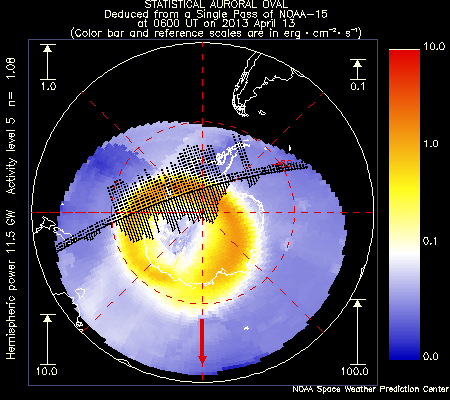 STATISTICAL AURORAL OVAL
Deduced from a Single Pass of NOAA-15
at 0600 UT on 2013 April 13
(Color bar and reference scales are in erg · cm⁻² · s⁻¹)
Hemispheric power 11.5 GW Activity level 5 n= 1.08
1.0
0.1
10.0
100.0
10.0
1.0
0.1
0.0
NOAA Space Weather Prediction Center